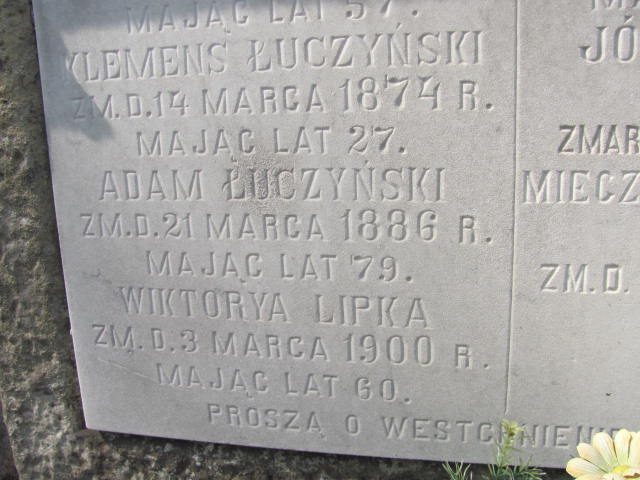 MAJĄC LAT 57.
KLEMENS ŁUCZYŃSKI
ZM. D. 14 MARCA 1874 R.
MAJĄC LAT 27.
ADAM ŁUCZYŃSKI
ZM. D. 21 MARCA 1886 R.
MAJĄC LAT 79.
WIKTORYA LIPKA
ZM. D. 3 MARCA 1900 R.
MAJĄC LAT 60.
PROSZĄ O WESTCHNIENIE
JÓ
ZMAR
MIECZ
ZM. D.